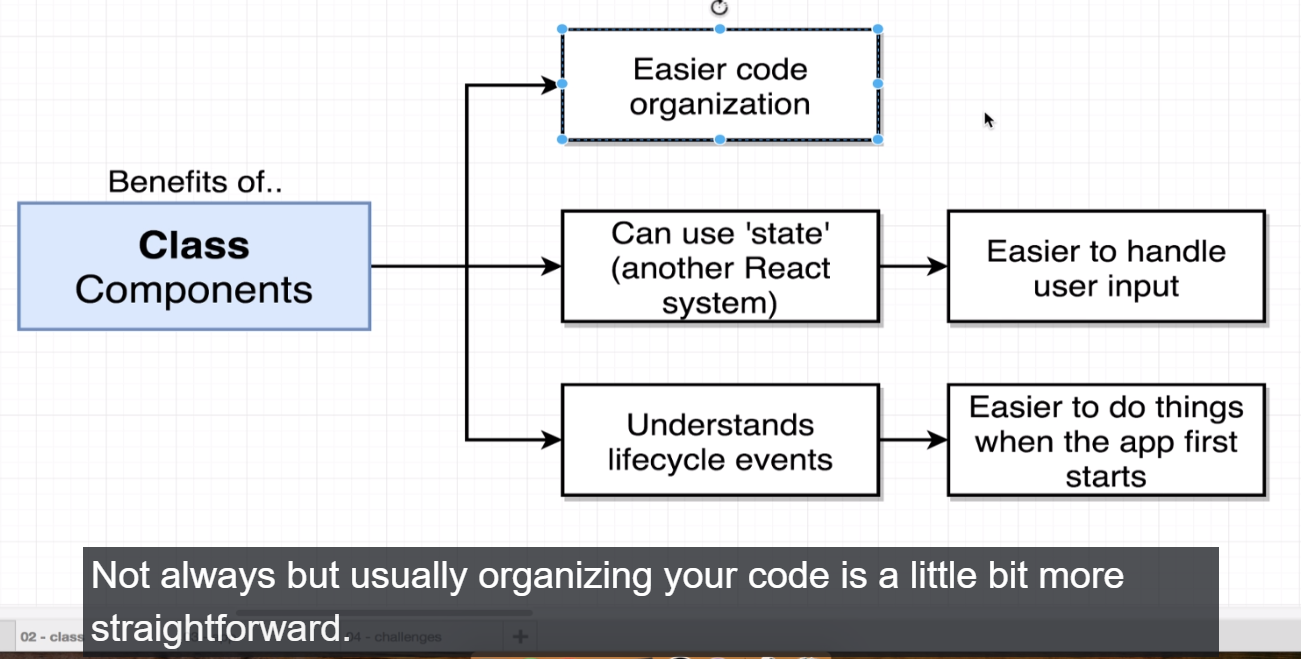 Easier code
organization
Benefits of..
Class
Components
Can use 'state'
(another React
system)
Easier to handle
user input
Understands
lifecycle events
Easier to do things
when the app first
starts
Not always but usually organizing your code is a little bit more
straightforward.
02 - class
04 - challenges